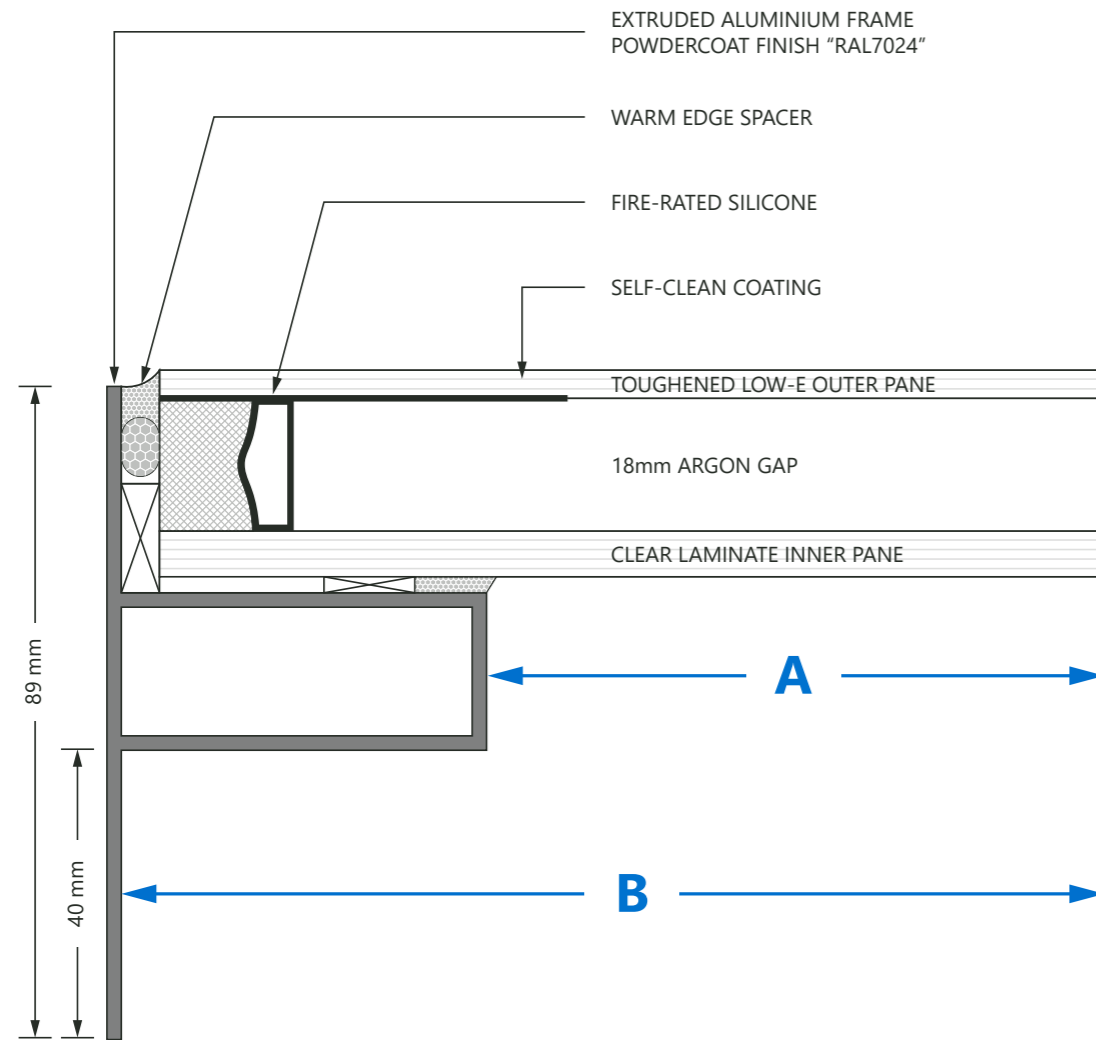 EXTRUDED ALUMINIUM FRAME
POWDERCOAT FINISH “RAL7024”
WARM EDGE SPACER
FIRE-RATED SILICONE
SELF-CLEAN COATING
TOUGHENED LOW-E OUTER PANE
18mm ARGON GAP
CLEAR LAMINATE INNER PANE
89 mm
A
40 mm
B